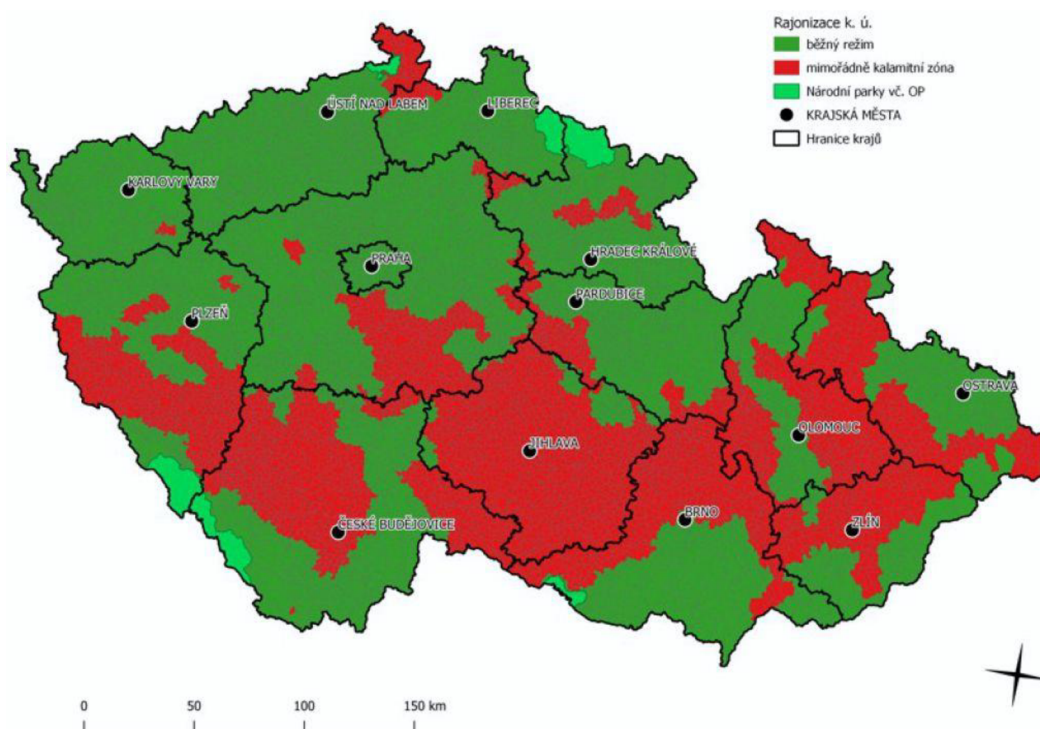 Rajonizace k. ú.
běžný režim
mimořádně kalamitní zóna
Národní parky vč. OP
KRAJSKÁ MĚSTA
Hranice krajů
ÚSTÍ NAD LABEM
LIBEREC
KARLOVY VARY
HRADEC KRÁLOVÉ
PRAHA
PARDUBICE
PLZEŇ
OSTRAVA
OLOMOUC
JIHLAVA
BRNO
ZLÍN
ČESKÉ BUDĚJOVICE
0 50 100 150 km